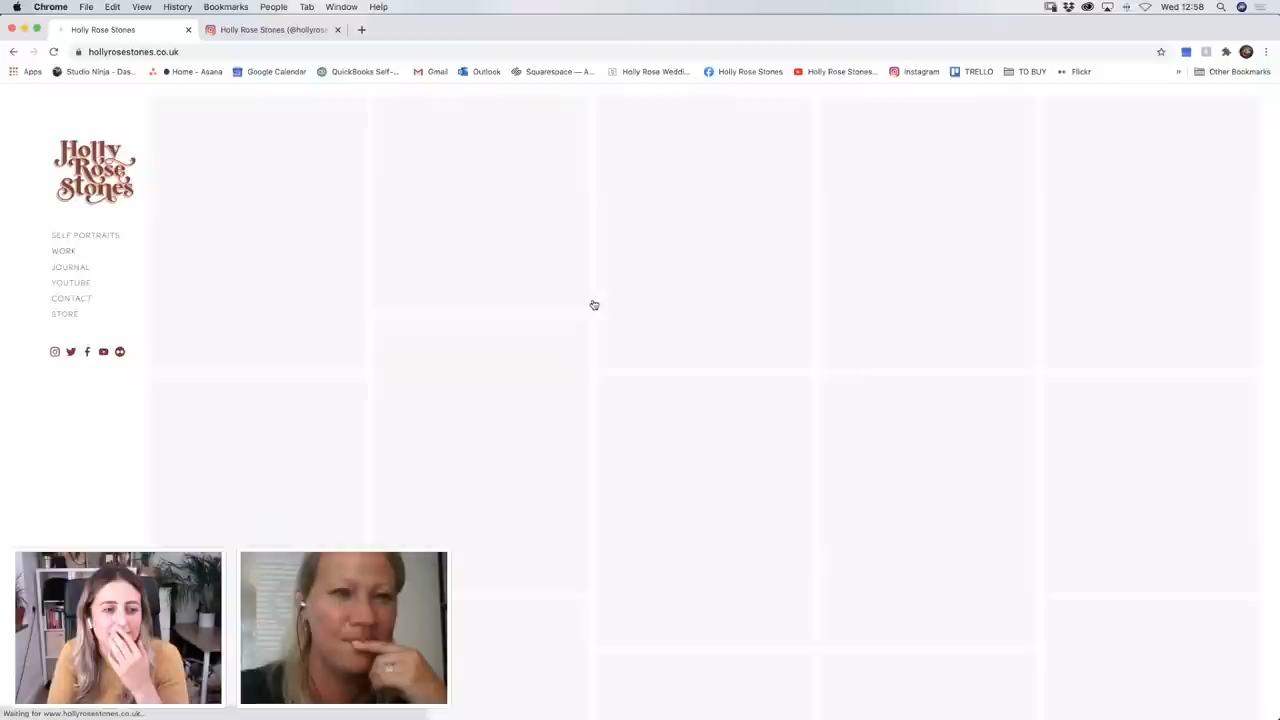 Chrome File Edit View History Bookmarks People Tab Window Help Wed 12:58
Holly Rose Stones Holly Rose Stones (@hollyros
hollyrosestones.co.uk
Apps Studio Ninja - Das... Home - Asana Google Calendar QuickBooks Self-... Gmail Outlook Squarespace — A... Holly Rose Weddi... Holly Rose Stones Holly Rose Stones... Instagram TRELLO TO BUY Flickr » Other Bookmarks
Holly
Rose
Stones
SELF PORTRAITS
WORK
JOURNAL
YOUTUBE
CONTACT
STORE
Waiting for www.hollyrosestones.co.uk...